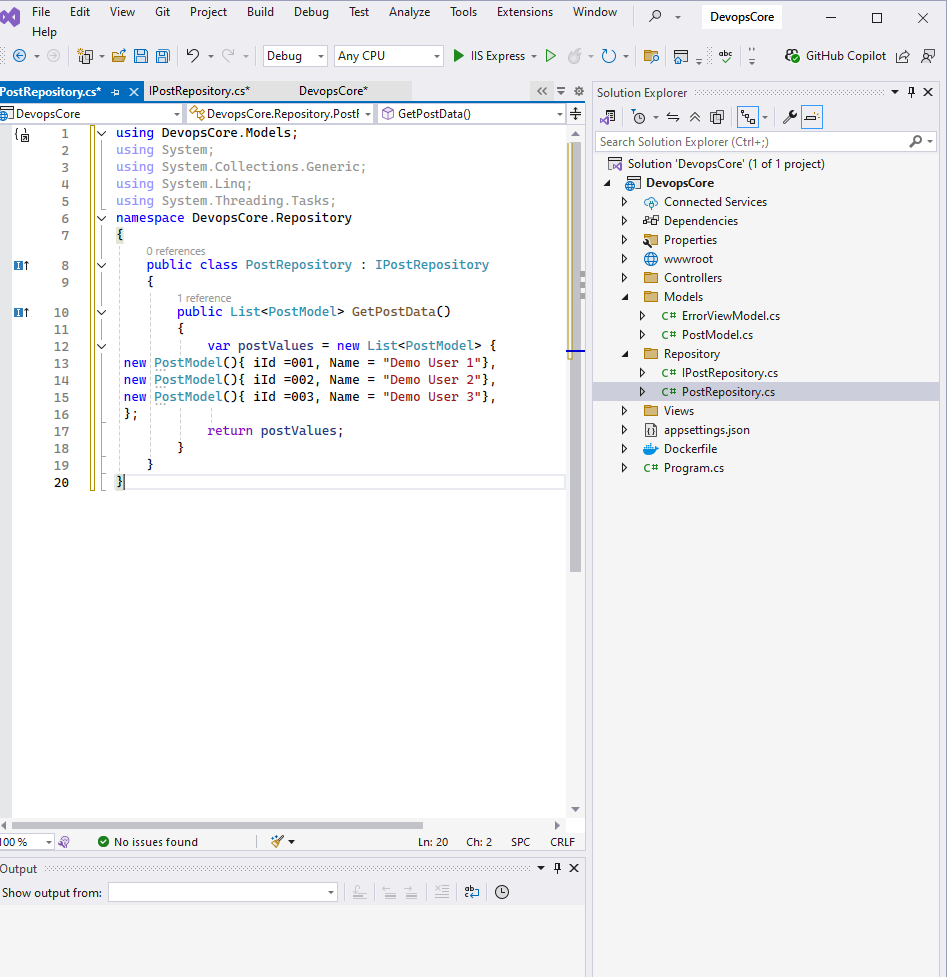 File Edit View Git Project Build Debug Test Analyze Tools Extensions Window DevopsCore
Help
Debug Any CPU IIS Express GitHub Copilot
PostRepository.cs* IPostRepository.cs* DevopsCore*
DevopsCore DevopsCore.Repository.PostF GetPostData()
1 using DevopsCore.Models;
2 using System;
3 using System.Collections.Generic;
4 using System.Linq;
5 using System.Threading.Tasks;
6 namespace DevopsCore.Repository
7 {
0 references
8 public class PostRepository : IPostRepository
9 {
1 reference
10 public List<PostModel> GetPostData()
11 {
12 var postValues = new List<PostModel> {
13 new PostModel(){ iId =001, Name = "Demo User 1"},
14 new PostModel(){ iId =002, Name = "Demo User 2"},
15 new PostModel(){ iId =003, Name = "Demo User 3"},
16 };
17 return postValues;
18 }
19 }
20 }
100 % No issues found Ln: 20 Ch: 2 SPC CRLF
Output
Show output from:
Solution Explorer
Search Solution Explorer (Ctrl+;)
Solution 'DevopsCore' (1 of 1 project)
DevopsCore
Connected Services
Dependencies
Properties
wwwroot
Controllers
Models
C# ErrorViewModel.cs
C# PostModel.cs
Repository
C# IPostRepository.cs
C# PostRepository.cs
Views
appsettings.json
Dockerfile
C# Program.cs